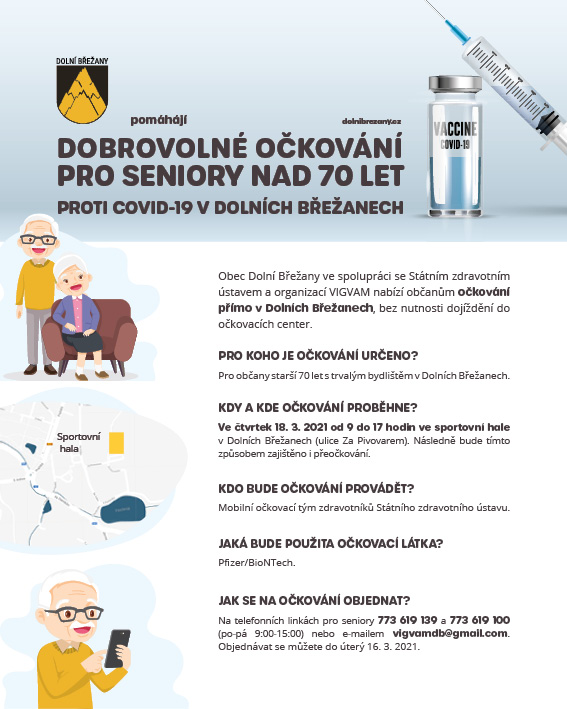 DOLNÍ BŘEŽANY
pomáhájí
dolnibrezany.cz
DOBROVOLNÉ OČKOVÁNÍ
PRO SENIORY NAD 70 LET
PROTI COVID-19 V DOLNÍCH BŘEŽANECH
VACCINE
COVID-19
Obec Dolní Břežany ve spolupráci se Státním zdravotním
ústavem a organizací VIGVAM nabízí občanům očkování
přímo v Dolních Břežanech, bez nutnosti dojíždění do
očkovacích center.
PRO KOHO JE OČKOVÁNÍ URČENO?
Pro občany starší 70 let s trvalým bydlištěm v Dolních Břežanech.
KDY A KDE OČKOVÁNÍ PROBĚHNE?
Ve čtvrtek 18. 3. 2021 od 9 do 17 hodin ve sportovní hale
v Dolních Břežanech (ulice Za Pivovarem). Následně bude tímto
způsobem zajištěno i přeočkování.
Sportovní
hala
KDO BUDE OČKOVÁNÍ PROVÁDĚT?
Mobilní očkovací tým zdravotníků Státního zdravotního ústavu.
JAKÁ BUDE POUŽITA OČKOVACÍ LÁTKA?
Pfizer/BioNTech.
JAK SE NA OČKOVÁNÍ OBJEDNAT?
Na telefonních linkách pro seniory 773 619 139 a 773 619 100
(po-pá 9:00-15:00) nebo e-mailem vigvamdb@gmail.com.
Objednávat se můžete do úterý 16. 3. 2021.